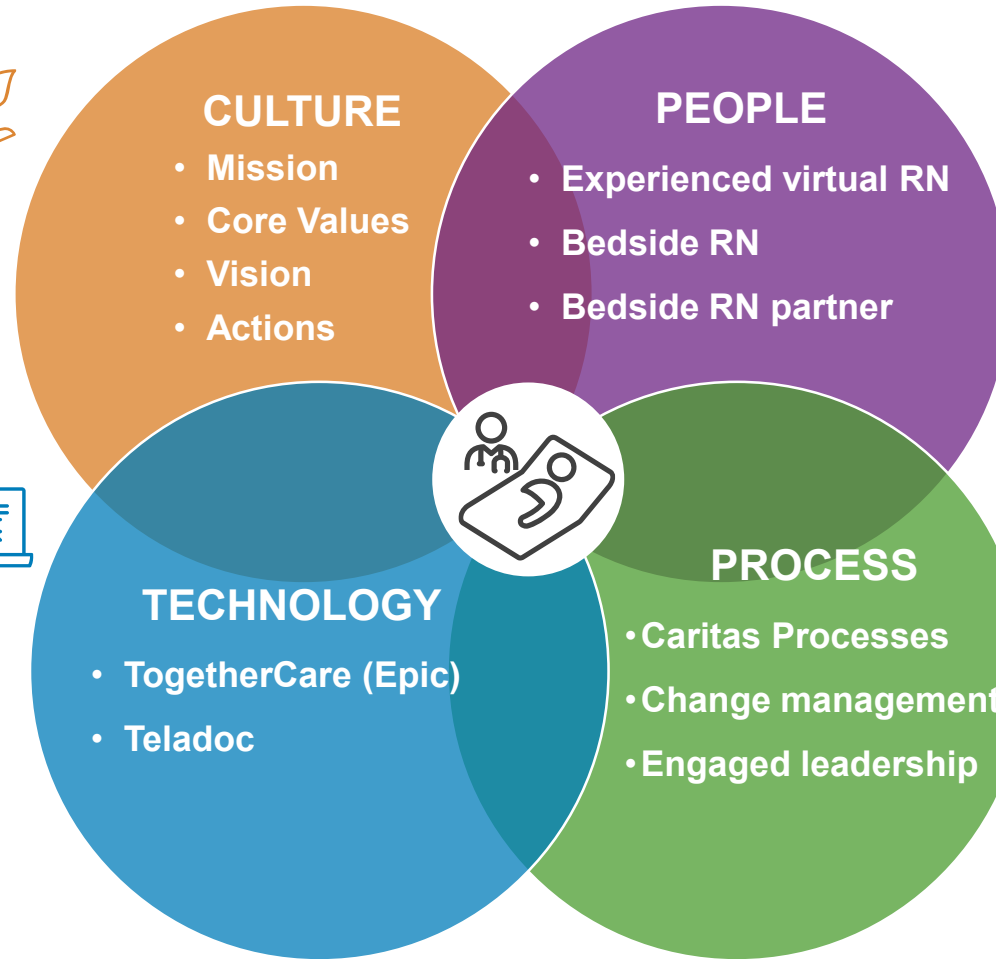 CULTURE
• Mission
• Core Values
• Vision
• Actions
PEOPLE
• Experienced virtual RN
• Bedside RN
• Bedside RN partner
TECHNOLOGY
• TogetherCare (Epic)
• Teladoc
PROCESS
• Caritas Processes
• Change management
• Engaged leadership